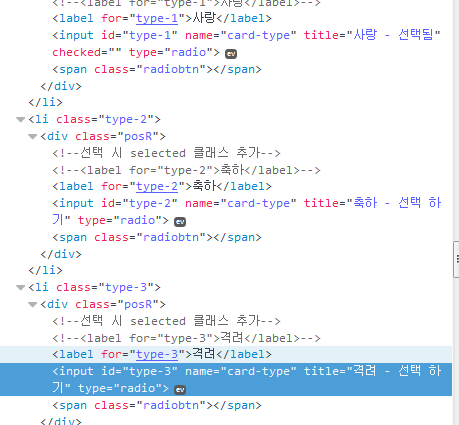 <!--<label for="type-1">사랑</label>-->
<label for="type-1">사랑</label>
<input id="type-1" name="card-type" title="사랑 - 선택됨"
checked="" type="radio"> ev
<span class="radiobtn"></span>
</div>
</li>
<li class="type-2">
<div class="posR">
<!--선택 시 selected 클래스 추가-->
<!--<label for="type-2">축하</label>-->
<label for="type-2">축하</label>
<input id="type-2" name="card-type" title="축하 - 선택 하
기" type="radio"> ev
<span class="radiobtn"></span>
</div>
</li>
<li class="type-3">
<div class="posR">
<!--선택 시 selected 클래스 추가-->
<!--<label for="type-3">격려</label>-->
<label for="type-3">격려</label>
<input id="type-3" name="card-type" title="격려 - 선택 하
기" type="radio"> ev
<span class="radiobtn"></span>
</div>